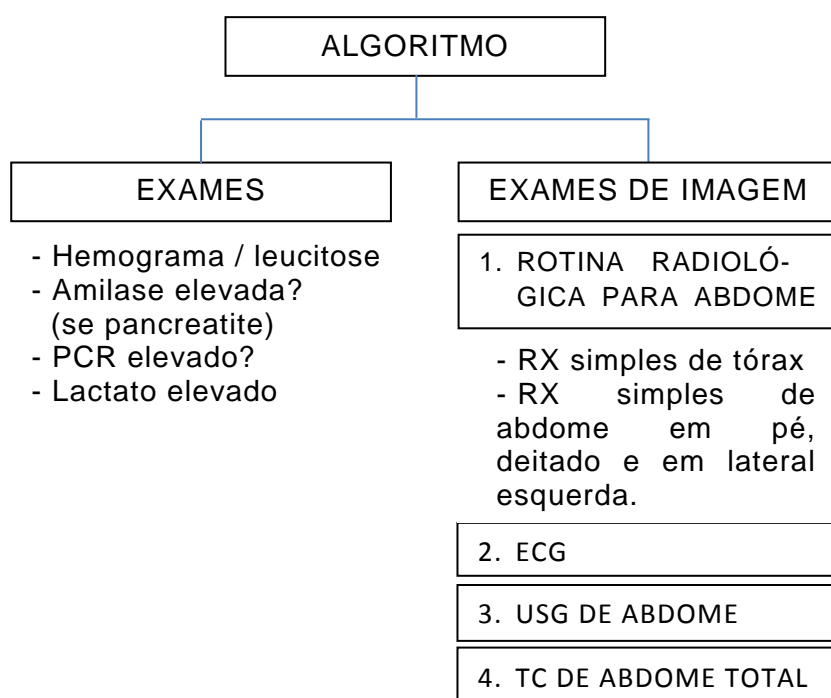 ALGORITMO
EXAMES
- Hemograma / leucitose
- Amilase elevada?
(se pancreatite)
- PCR elevado?
- Lactato elevado
EXAMES DE IMAGEM
1. ROTINA RADIOLÓ-
GICA PARA ABDOME
- RX simples de tórax
- RX simples de
abdome em pé,
deitado e em lateral
esquerda.
2. ECG
3. USG DE ABDOME
4. TC DE ABDOME TOTAL